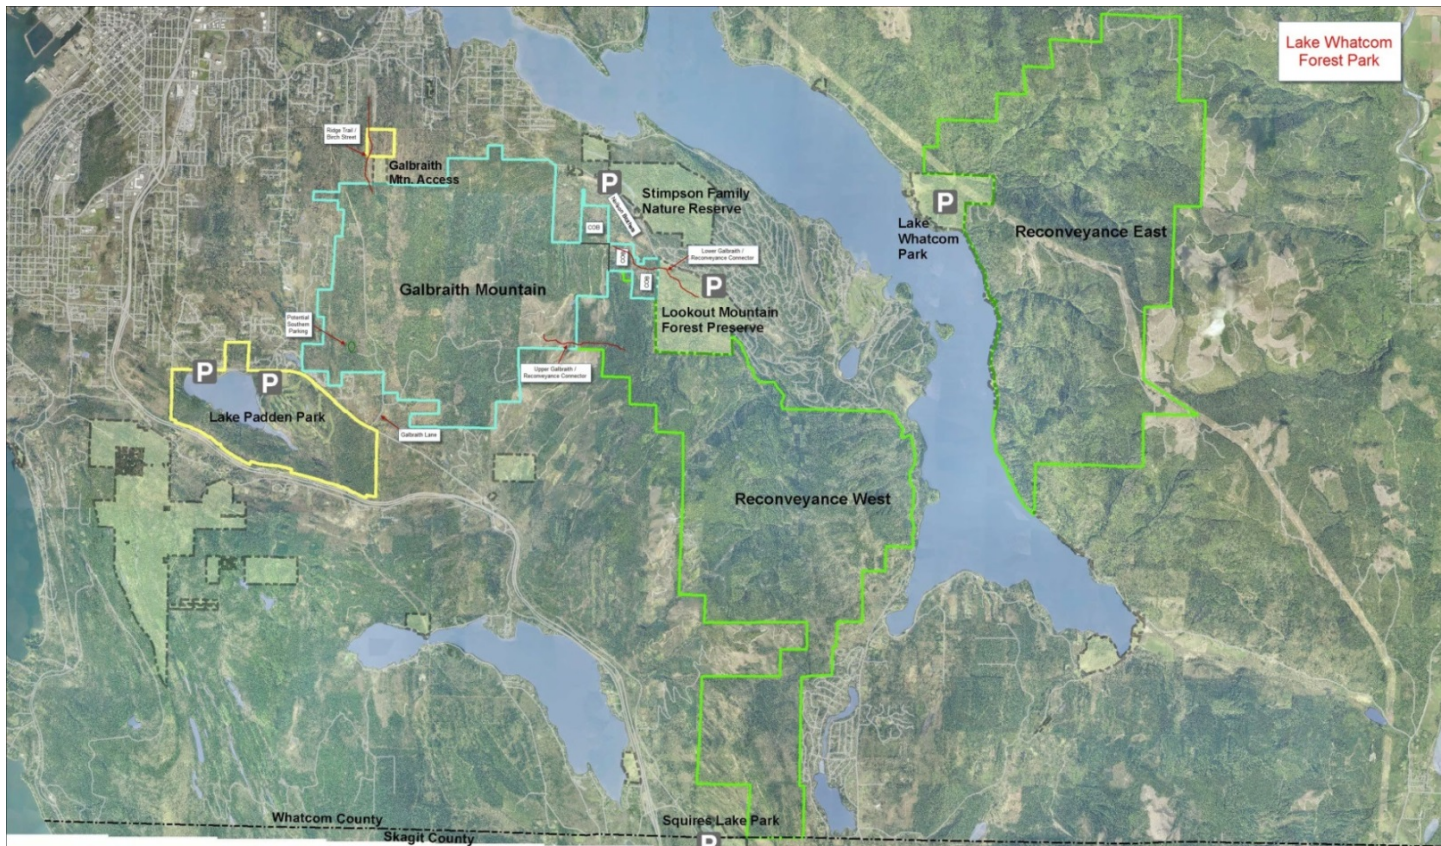 Lake Whatcom
Forest Park
Ridge Trail /
Birch Street
Galbraith
Mtn. Access
P
Stimpson Family
Nature Reserve
COB
COB
COB
Lower Galbraith /
Reconveyance Connector
P
Lookout Mountain
Forest Preserve
P
Lake
Whatcom
Park
Reconveyance East
Galbraith Mountain
Potential
Southern
Parking
Upper Galbraith /
Reconveyance Connector
P
P
Lake Padden Park
Galbraith Lane
Reconveyance West
Squires Lake Park
P
Whatcom County
Skagit County